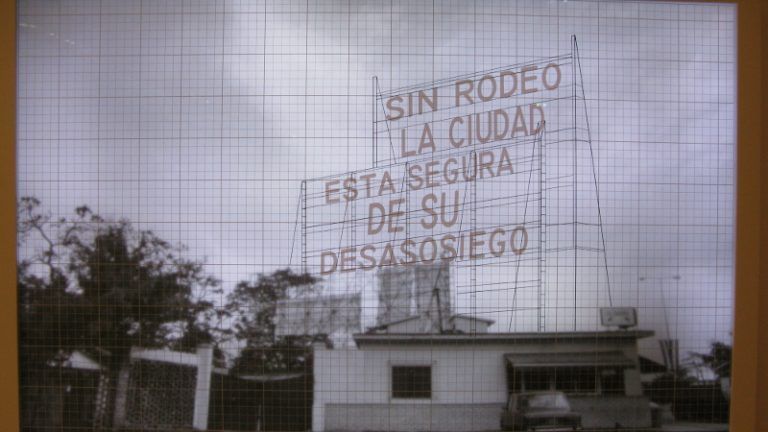 SIN RODEO
LA CIUDAD
ESTA SEGURA
DE SU
DESASOSIEGO